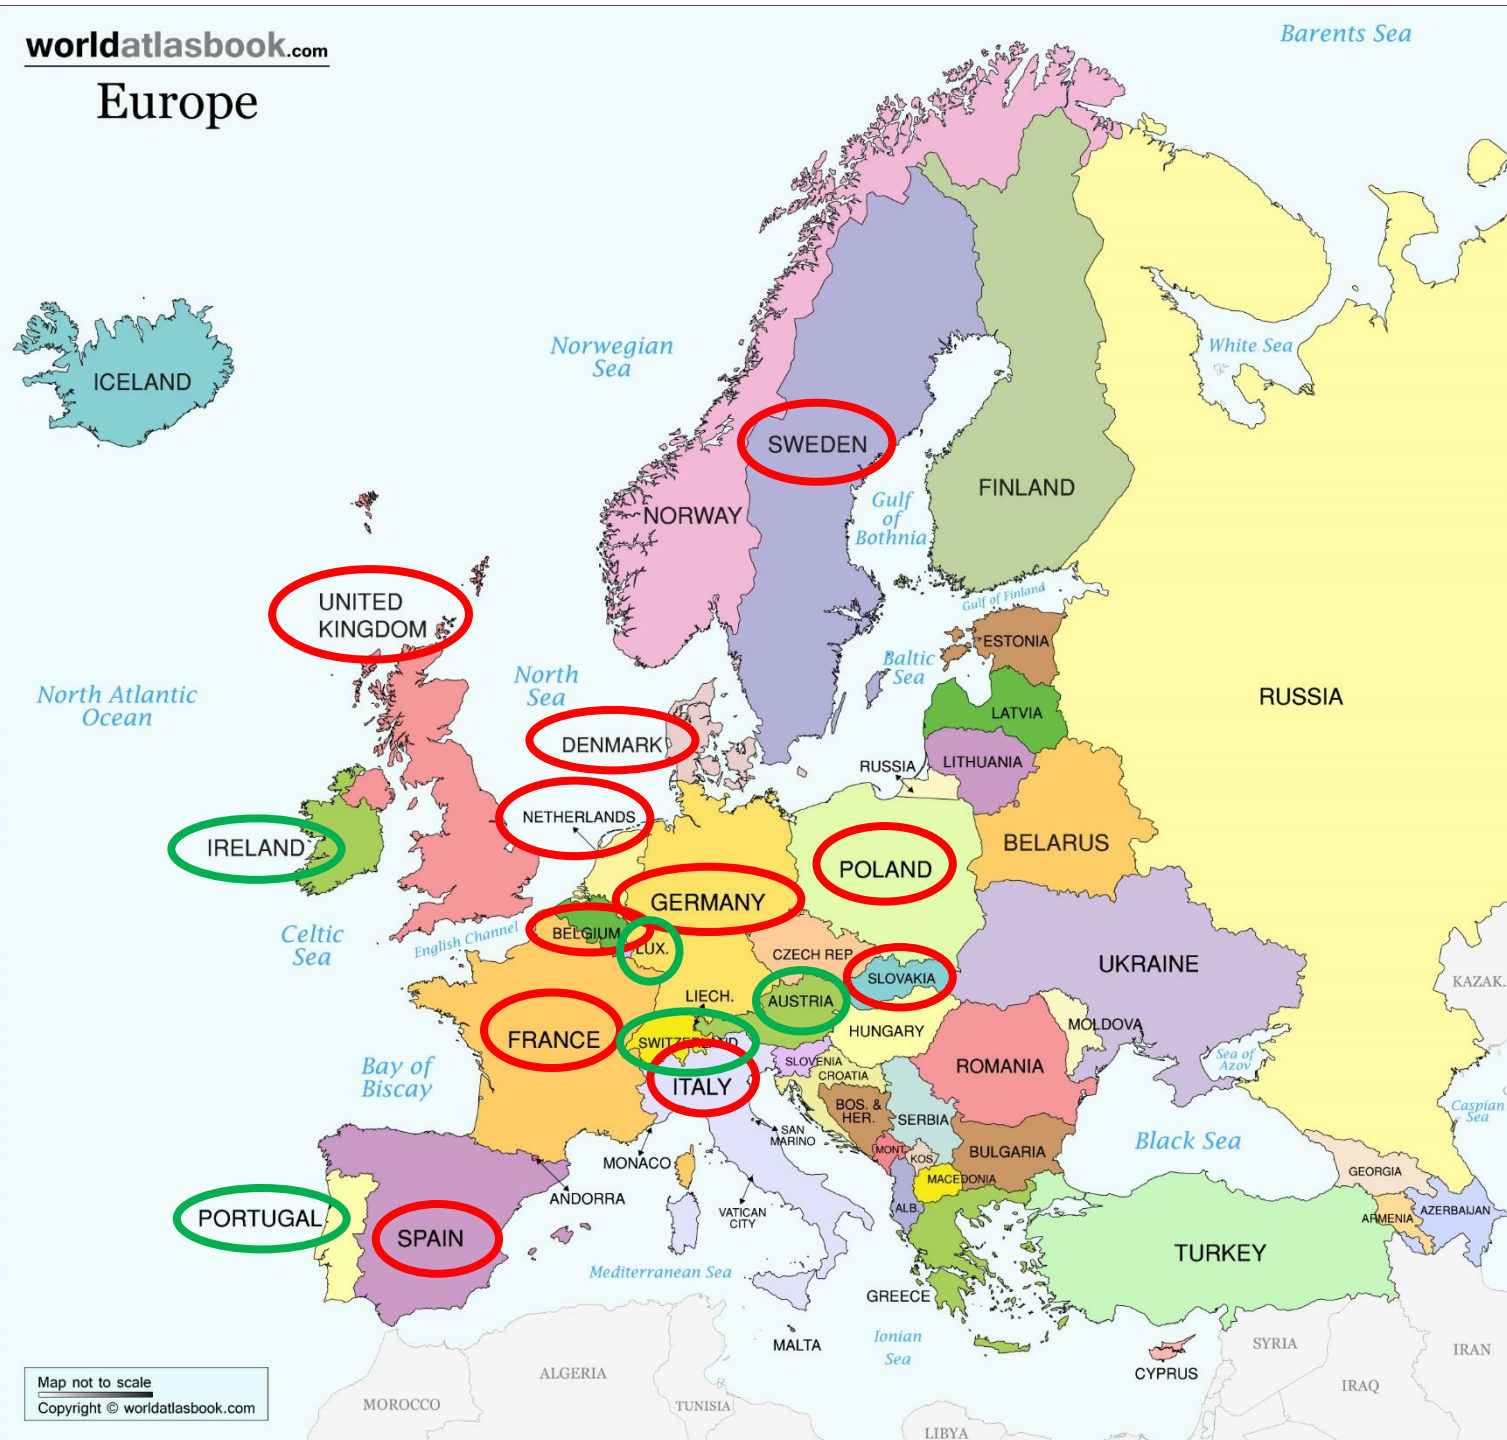 worldatlasbook.com
Europe
Barents Sea
Norwegian
Sea
White Sea
ICELAND
SWEDEN
FINLAND
NORWAY
Gulf
of
Bothnia
Gulf of Finland
UNITED
KINGDOM
ESTONIA
Baltic
Sea
North
Sea
North Atlantic
Ocean
RUSSIA
LATVIA
DENMARK
LITHUANIA
RUSSIA
NETHERLANDS
IRELAND
BELARUS
POLAND
GERMANY
Celtic
Sea
English Channel
BELGIUM
LUX.
CZECH REP.
UKRAINE
SLOVAKIA
KAZAK.
LIECH.
AUSTRIA
FRANCE
SWITZERLAND
HUNGARY
MOLDOVA
Bay of
Biscay
SLOVENIA
CROATIA
ROMANIA
Sea of
Azov
ITALY
BOS. &
HER.
SERBIA
Caspian
Sea
SAN
MARINO
Black Sea
MONACO
MONT.
KOS.
BULGARIA
GEORGIA
ANDORRA
MACEDONIA
PORTUGAL
SPAIN
VATICAN
CITY
ALB.
ARMENIA
AZERBAIJAN
TURKEY
Mediterranean Sea
GREECE
MALTA
Ionian
Sea
CYPRUS
SYRIA
IRAN
IRAQ
ALGERIA
MOROCCO
TUNISIA
LIBYA
Map not to scale
Copyright © worldatlasbook.com